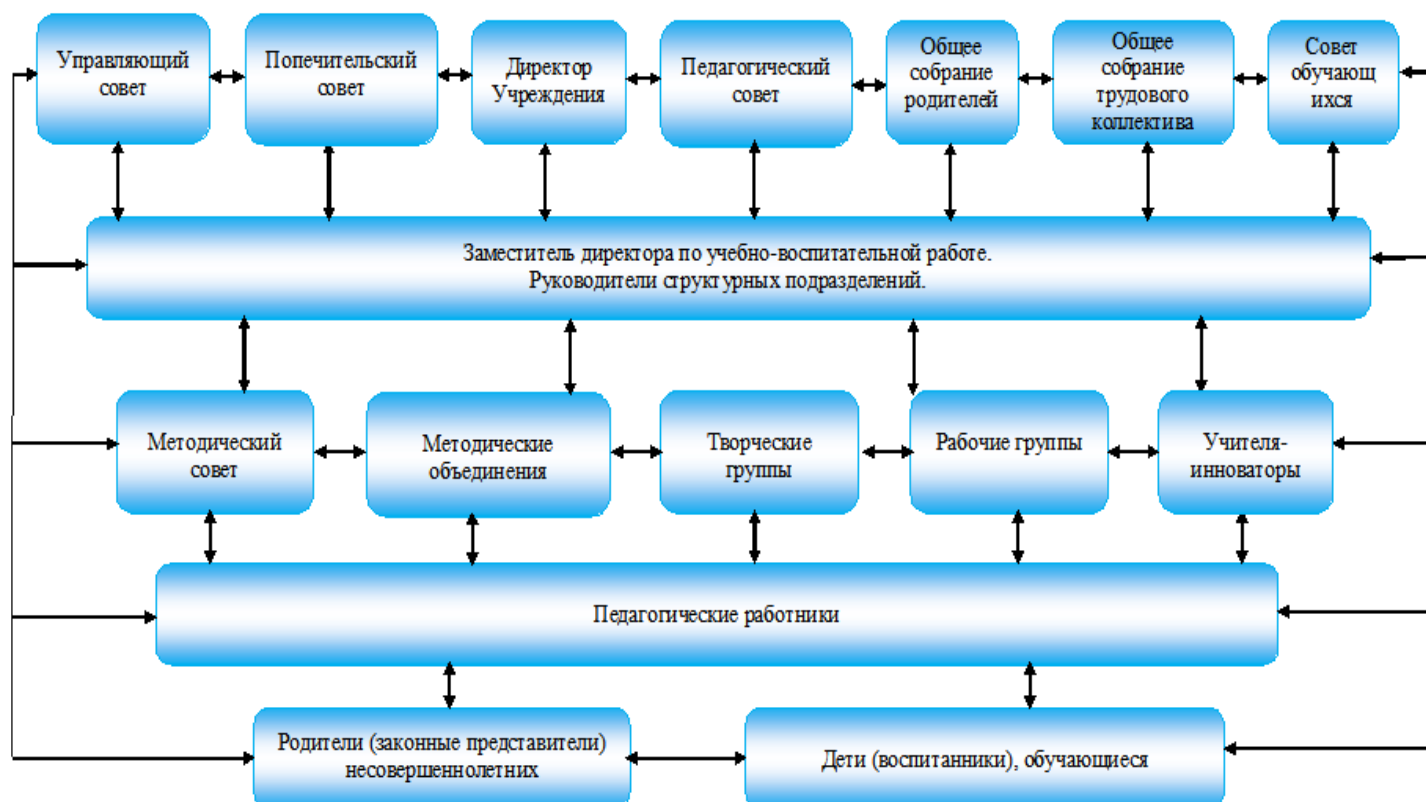 Управляющий
совет
Попечительский
совет
Директор
Учреждения
Педагогический
совет
Общее
собрание
родителей
Общее
собрание
трудового
коллектива
Совет
обучающ
ихся
Заместитель директора по учебно-воспитательной работе.
Руководители структурных подразделений.
Методический
совет
Методические
объединения
Творческие
группы
Рабочие группы
Учителя-
инноваторы
Педагогические работники
Родители (законные представители)
несовершеннолетних
Дети (воспитанники), обучающиеся